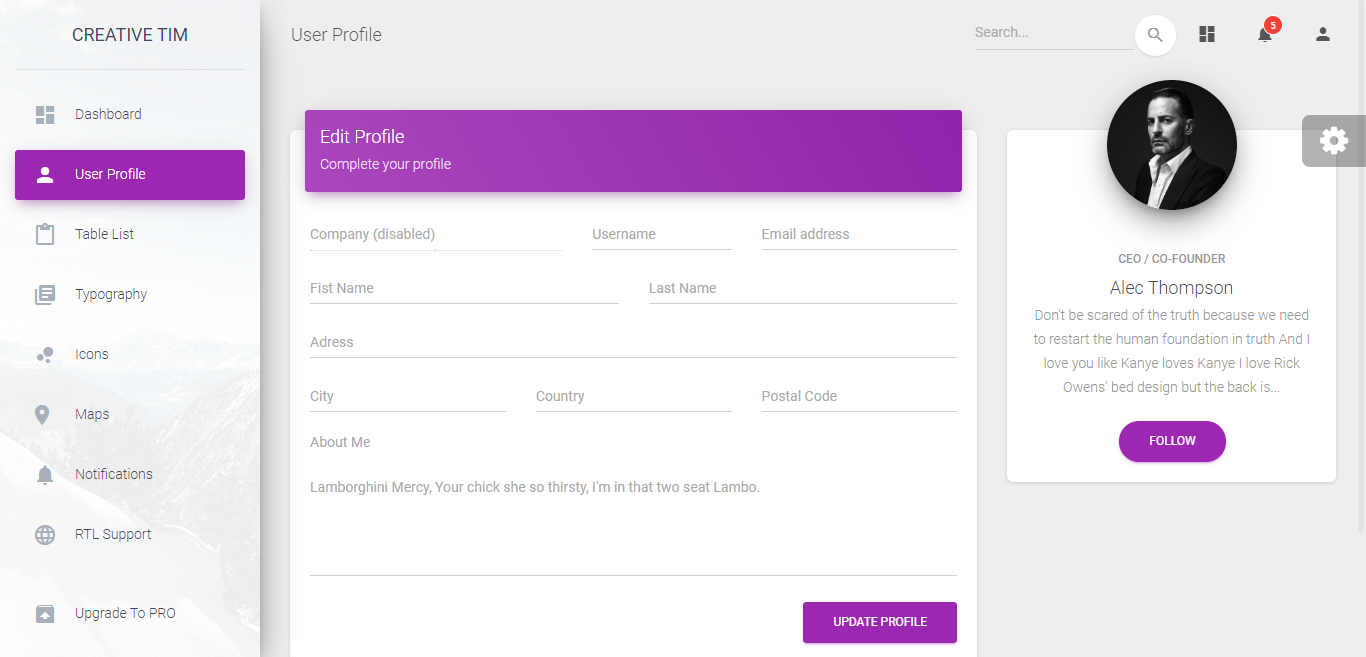 CREATIVE TIM
Dashboard
User Profile
Table List
Typography
Icons
Maps
Notifications
RTL Support
Upgrade To PRO
User Profile
Search...
5
Edit Profile
Complete your profile
Company (disabled)
Username
Email address
Fist Name
Last Name
Adress
City
Country
Postal Code
About Me
Lamborghini Mercy, Your chick she so thirsty, I'm in that two seat Lambo.
UPDATE PROFILE
CEO / CO-FOUNDER
Alec Thompson
Don't be scared of the truth because we need
to restart the human foundation in truth And I
love you like Kanye loves Kanye I love Rick
Owens' bed design but the back is...
FOLLOW